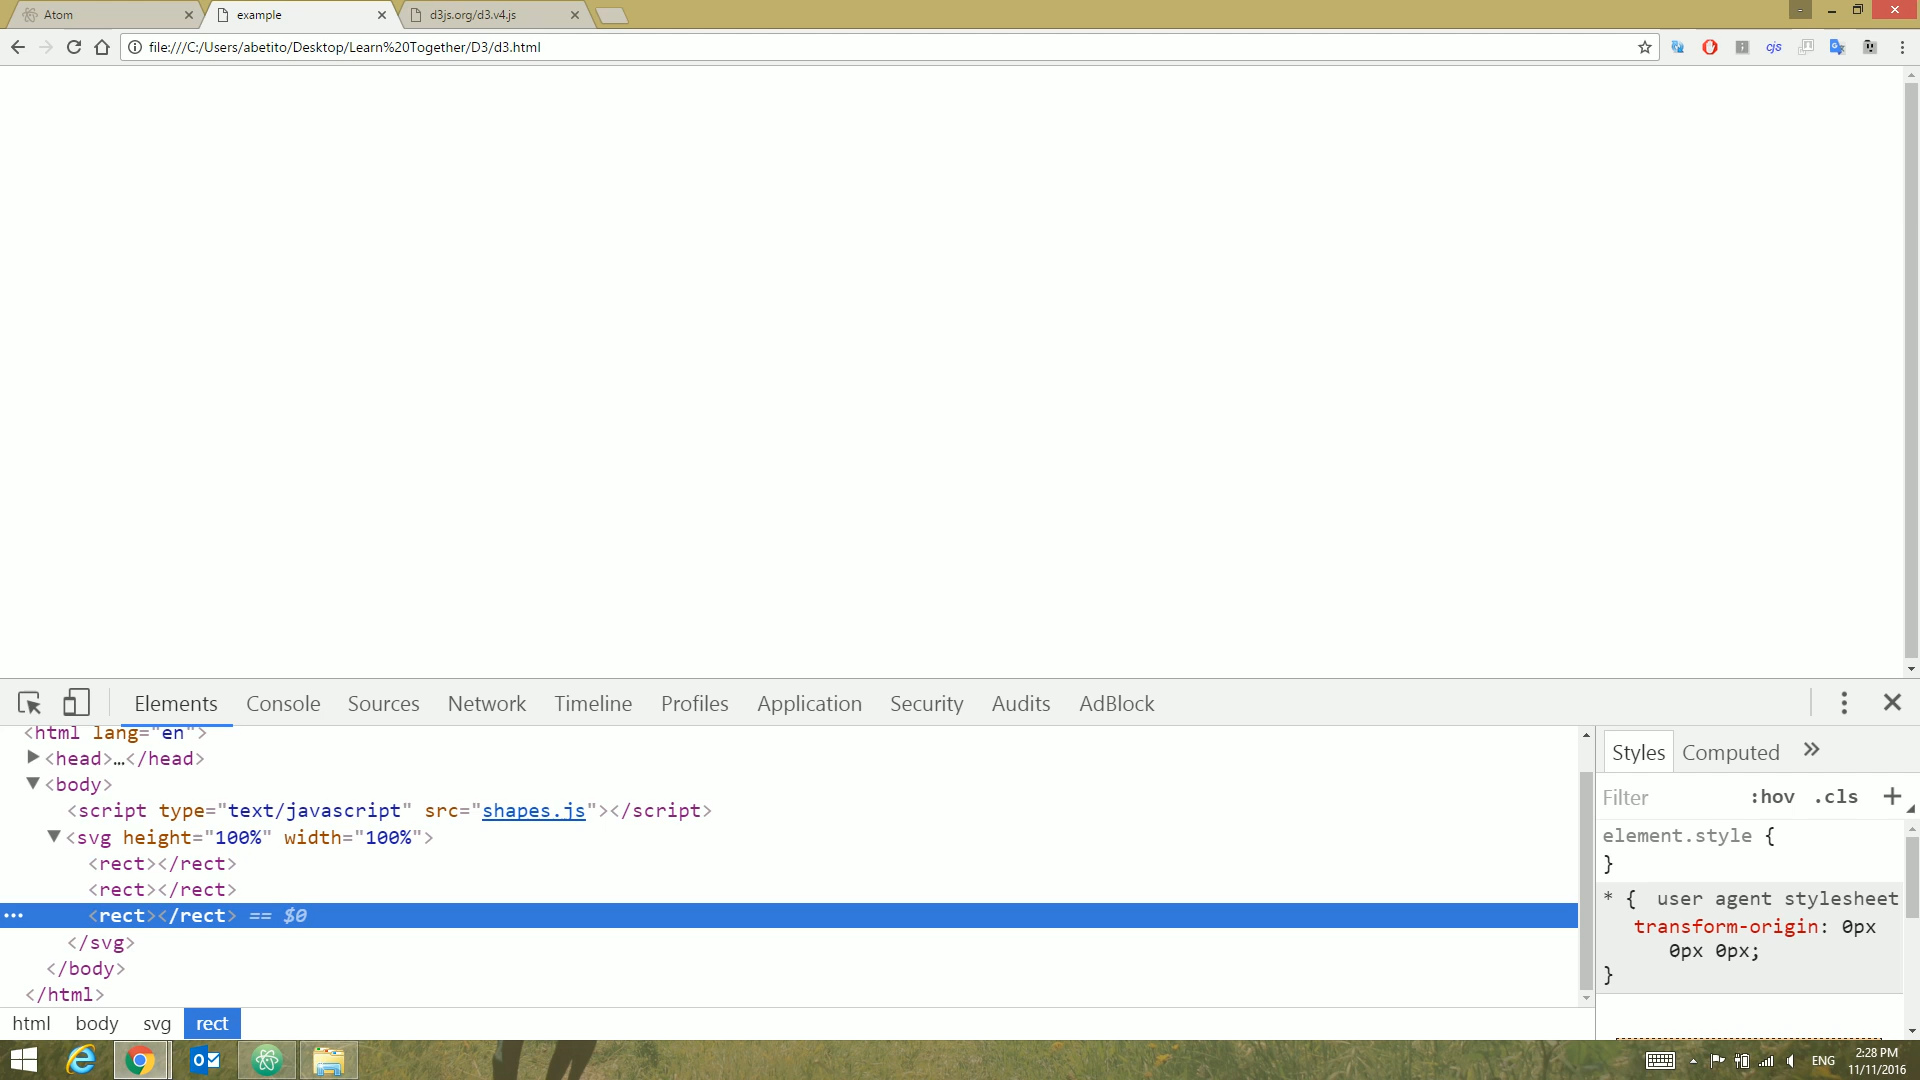 Atom
example
d3js.org/d3.v4.js
file:///C:/Users/abetito/Desktop/Learn%20Together/D3/d3.html
cjs
Elements Console Sources Network Timeline Profiles Application Security Audits AdBlock
<html lang="en">
<head>…</head>
<body>
<script type="text/javascript" src="shapes.js"></script>
<svg height="100%" width="100%">
<rect></rect>
<rect></rect>
<rect></rect> == $0
</svg>
</body>
</html>
html body svg rect
Styles Computed »
Filter :hov .cls +
element.style {
}
* { user agent stylesheet
transform-origin: 0px
0px 0px;
}
ENG
2:28 PM
11/11/2016